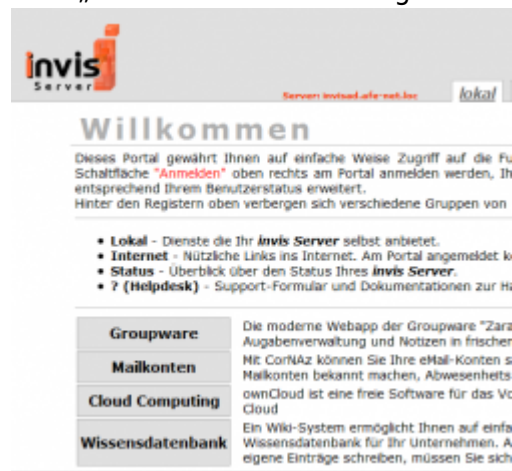 invis
Server
Server: invisad.afe-net.loc
lokal
Willkommen
Dieses Portal gewährt Ihnen auf einfache Weise Zugriff auf die Fu
Schaltfläche "Anmelden" oben rechts am Portal anmelden werden, Ih
entsprechend Ihrem Benutzerstatus erweitert.
Hinter den Registern oben verbergen sich verschiedene Gruppen von
• Lokal - Dienste die Ihr invis Server selbst anbietet.
• Internet - Nützliche Links ins Internet. Am Portal angemeldet k
• Status - Überblick über den Status Ihres invis Server.
• ? (Helpdesk) - Support-Formular und Dokumentationen zur Ha
Groupware
Die moderne Webapp der Groupware "Zara
Augabenverwaltung und Notizen in frischer
Mailkonten
Mit CorNAz können Sie Ihre eMail-Konten s
Mailkonten bekannt machen, Abwesenheits
Cloud Computing
ownCloud ist eine freie Software für das Vo
Cloud
Wissensdatenbank
Ein Wiki-System ermöglicht Ihnen auf einfa
Wissensdatenbank für Ihr Unternehmen. A
eigene Einträge schreiben, müssen Sie sich